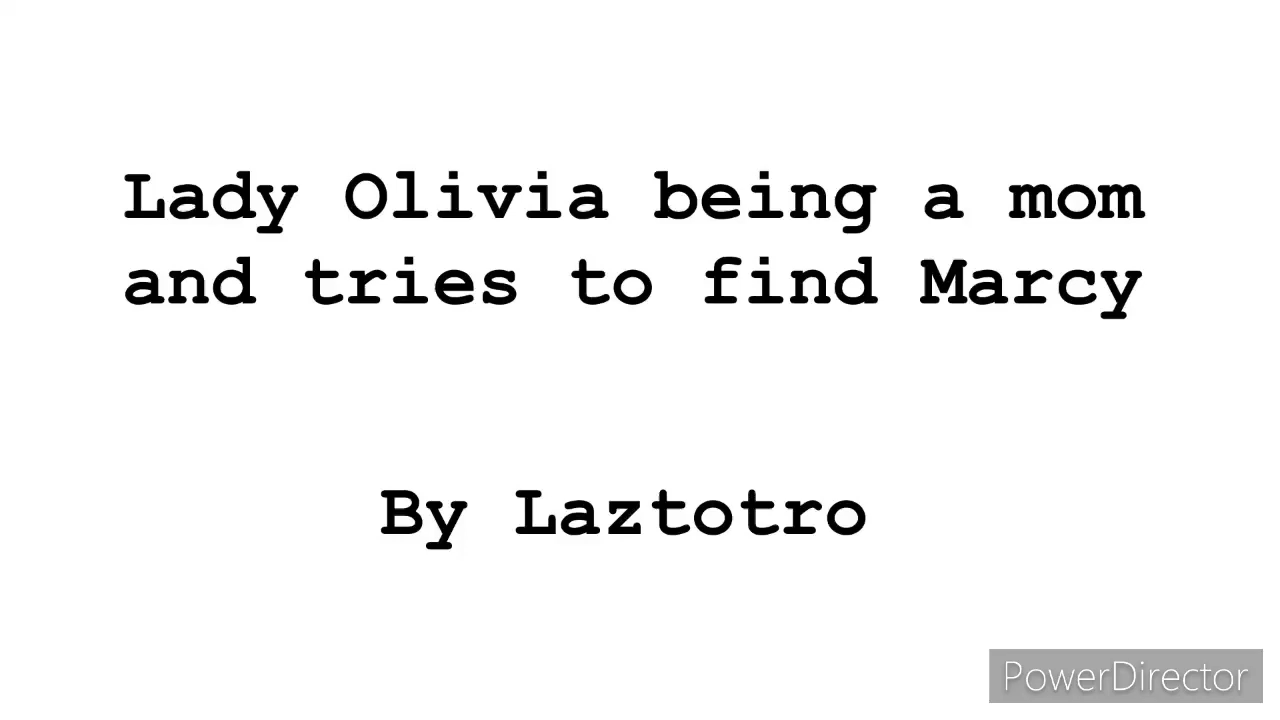 Lady Olivia being a mom
and tries to find Marcy
By Laztotro
PowerDirector